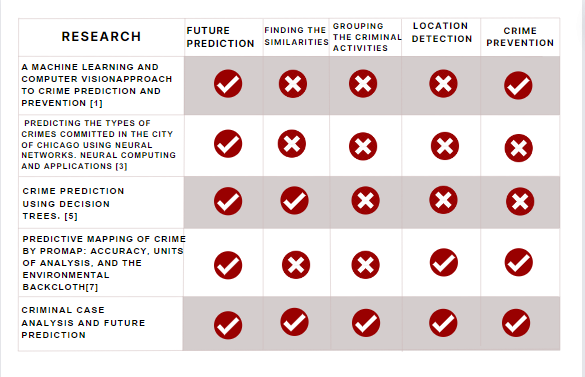 RESEARCH
FUTURE
PREDICTION
FINDING THE
SIMILARITIES
GROUPING
THE CRIMINAL
ACTIVITIES
LOCATION
DETECTION
CRIME
PREVENTION
A MACHINE LEARNING AND
COMPUTER VISIONAPPROACH
TO CRIME PREDICTION AND
PREVENTION [1]
PREDICTING THE TYPES OF
CRIMES COMMITTED IN THE CITY
OF CHICAGO USING NEURAL
NETWORKS. NEURAL COMPUTING
AND APPLICATIONS [3]
CRIME PREDICTION
USING DECISION
TREES. [5]
PREDICTIVE MAPPING OF CRIME
BY PROMAP: ACCURACY, UNITS
OF ANALYSIS, AND THE
ENVIRONMENTAL
BACKCLOTH[7]
CRIMINAL CASE
ANALYSIS AND FUTURE
PREDICTION